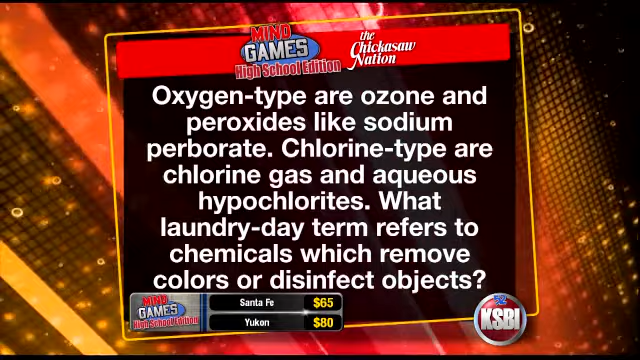 MIND
GAMES
High School Edition
the
Chickasaw
Nation
Oxygen-type are ozone and
peroxides like sodium
perborate. Chlorine-type are
chlorine gas and aqueous
hypochlorites. What
laundry-day term refers to
chemicals which remove
colors or disinfect objects?
MIND
GAMES
High School Edition
Santa Fe $65
Yukon $80
52
KSBI